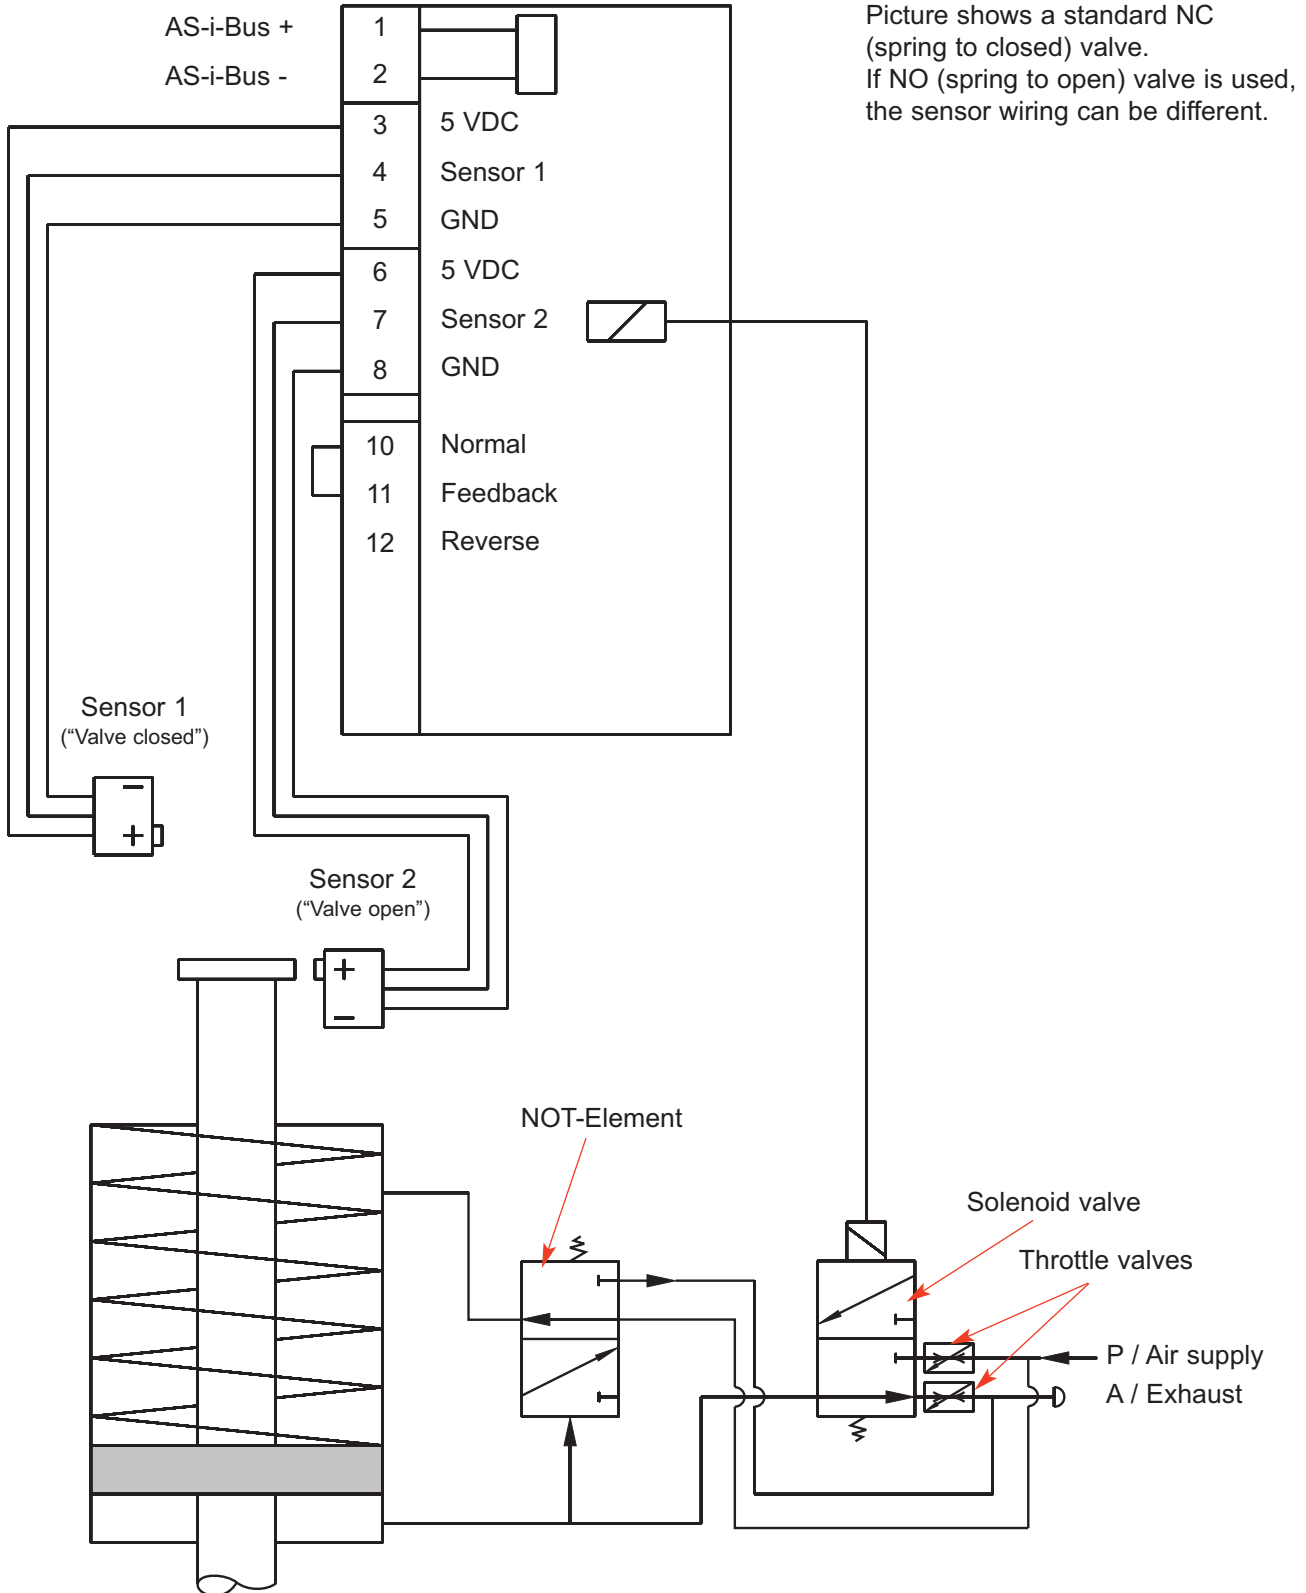 AS-i-Bus +
1
AS-i-Bus -
2
3
5 VDC
4
Sensor 1
5
GND
6
5 VDC
7
Sensor 2
8
GND
10
Normal
11
Feedback
12
Reverse
Picture shows a standard NC
(spring to closed) valve.
If NO (spring to open) valve is used,
the sensor wiring can be different.
Sensor 1
(“Valve closed”)
−
+
Sensor 2
(“Valve open”)
+
−
NOT-Element
Solenoid valve
Throttle valves
P / Air supply
A / Exhaust